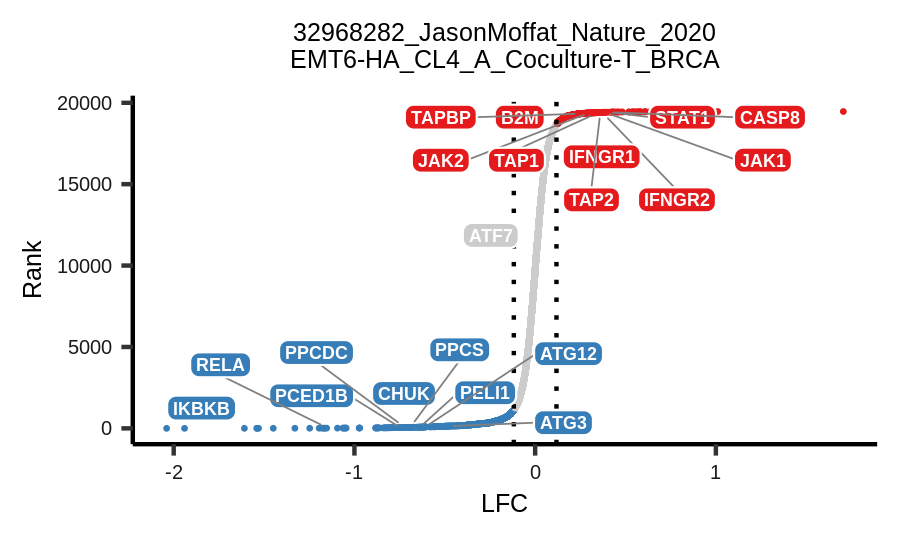 32968282_JasonMoffat_Nature_2020
EMT6-HA_CL4_A_Coculture-T_BRCA
20000
15000
10000
5000
0
Rank
TAPBP
B2M
STAT1
CASP8
JAK2
TAP1
IFNGR1
JAK1
TAP2
IFNGR2
ATF7
RELA
PPCDC
PPCS
ATG12
IKBKB
PCED1B
CHUK
PELI1
ATG3
-2
-1
0
1
LFC